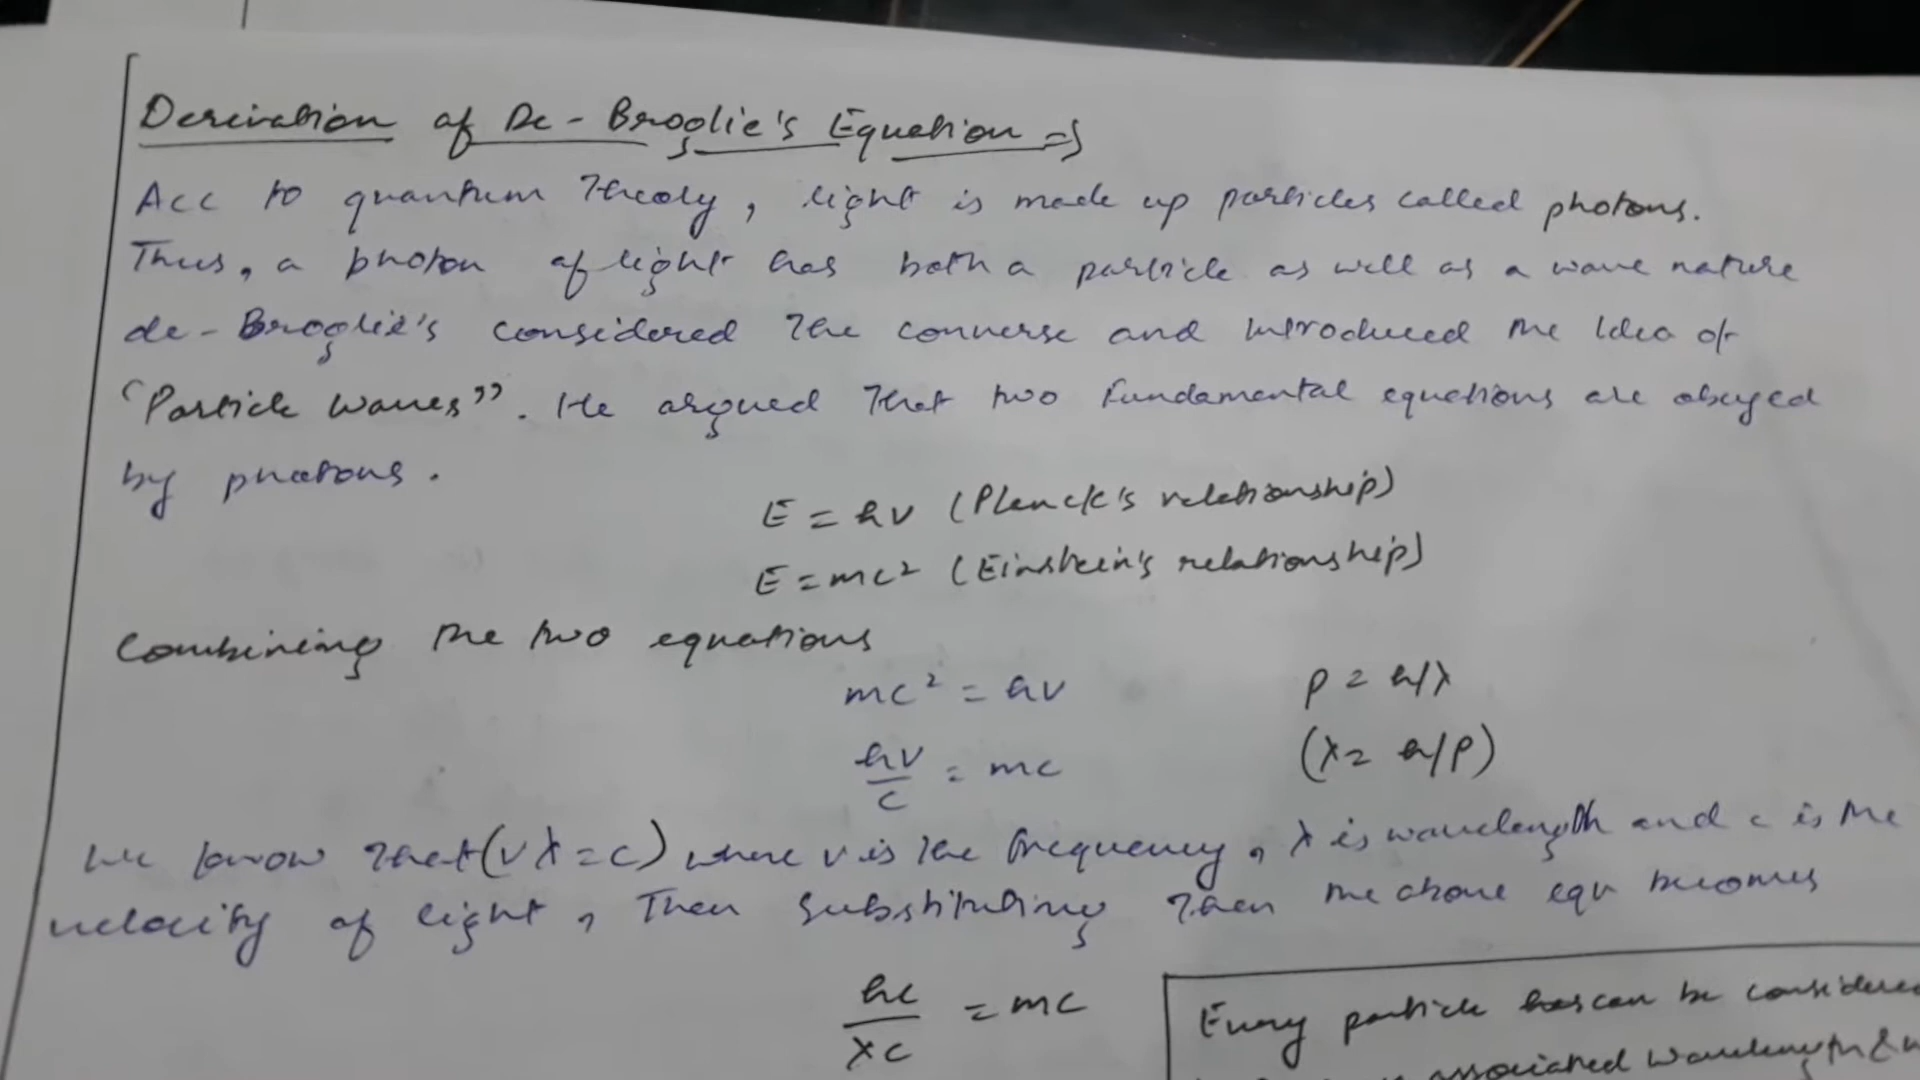 Derivation of De-Broglie's Equation ⇒
Acc to quantum Theory, light is made up particles called photons.
Thus, a photon of light has both a particle as well as a wave nature
de-Broglie's considered the converse and introduced the Idea of
"Particle waves". He argued that two fundamental equations are obeyed
by photons.
E = hν (Planck's relationship)
E = mc² (Einstein's relationship)
Combining the two equations
mc² = hν
p = h/λ
hν/c = mc
(λ = h/p)
we know that (νλ = c) where ν is the frequency, λ is wavelength and c is the
velocity of light, Then substituting then the above eqn becomes
hc/λc = mc
Every particle can be considered
associated wavelength &